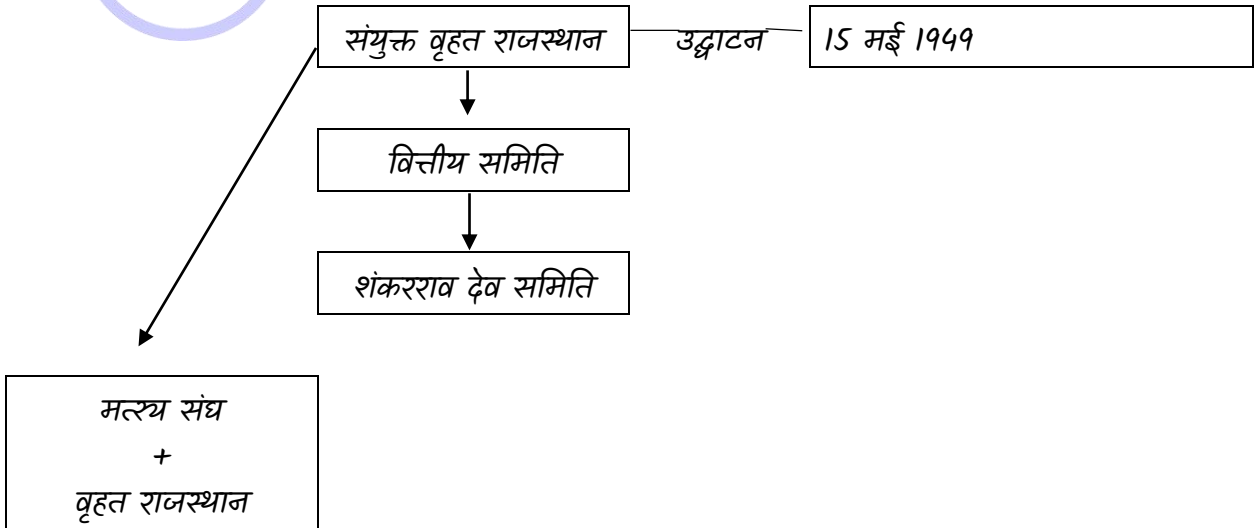 संयुक्त वृहत राजस्थान उद्घाटन 15 मई 1949
वित्तीय समिति
शंकरराव देव समिति
मत्स्य संघ
+
वृहत राजस्थान